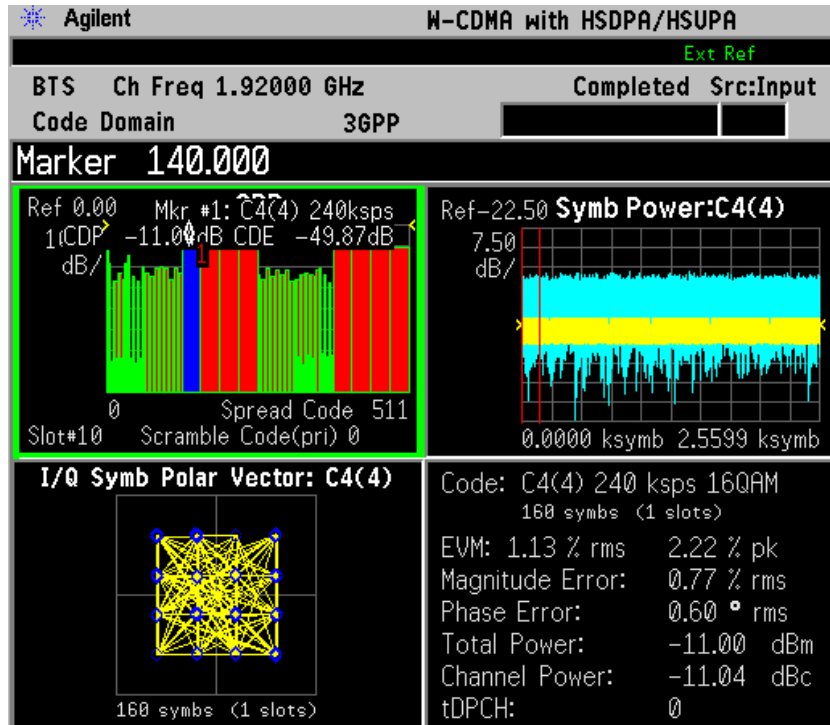 Agilent W-CDMA with HSDPA/HSUPA
Ext Ref
BTS Ch Freq 1.92000 GHz Completed Src:Input
Code Domain 3GPP
Marker 140.000
Ref 0.00 Mkr #1: C4(4) 240ksps
CDP -11.0 dB CDE -49.87dB
dB/
1
0 Spread Code 511
Slot#10 Scramble Code(pri) 0
Ref-22.50 Symb Power:C4(4)
7.50
dB/
0.0000 ksymb 2.5599 ksymb
I/Q Symb Polar Vector: C4(4)
160 symbs (1 slots)
Code: C4(4) 240 ksps 16QAM
160 symbs (1 slots)
EVM: 1.13 % rms 2.22 % pk
Magnitude Error: 0.77 % rms
Phase Error: 0.60 ° rms
Total Power: -11.00 dBm
Channel Power: -11.04 dBc
tDPCH: 0